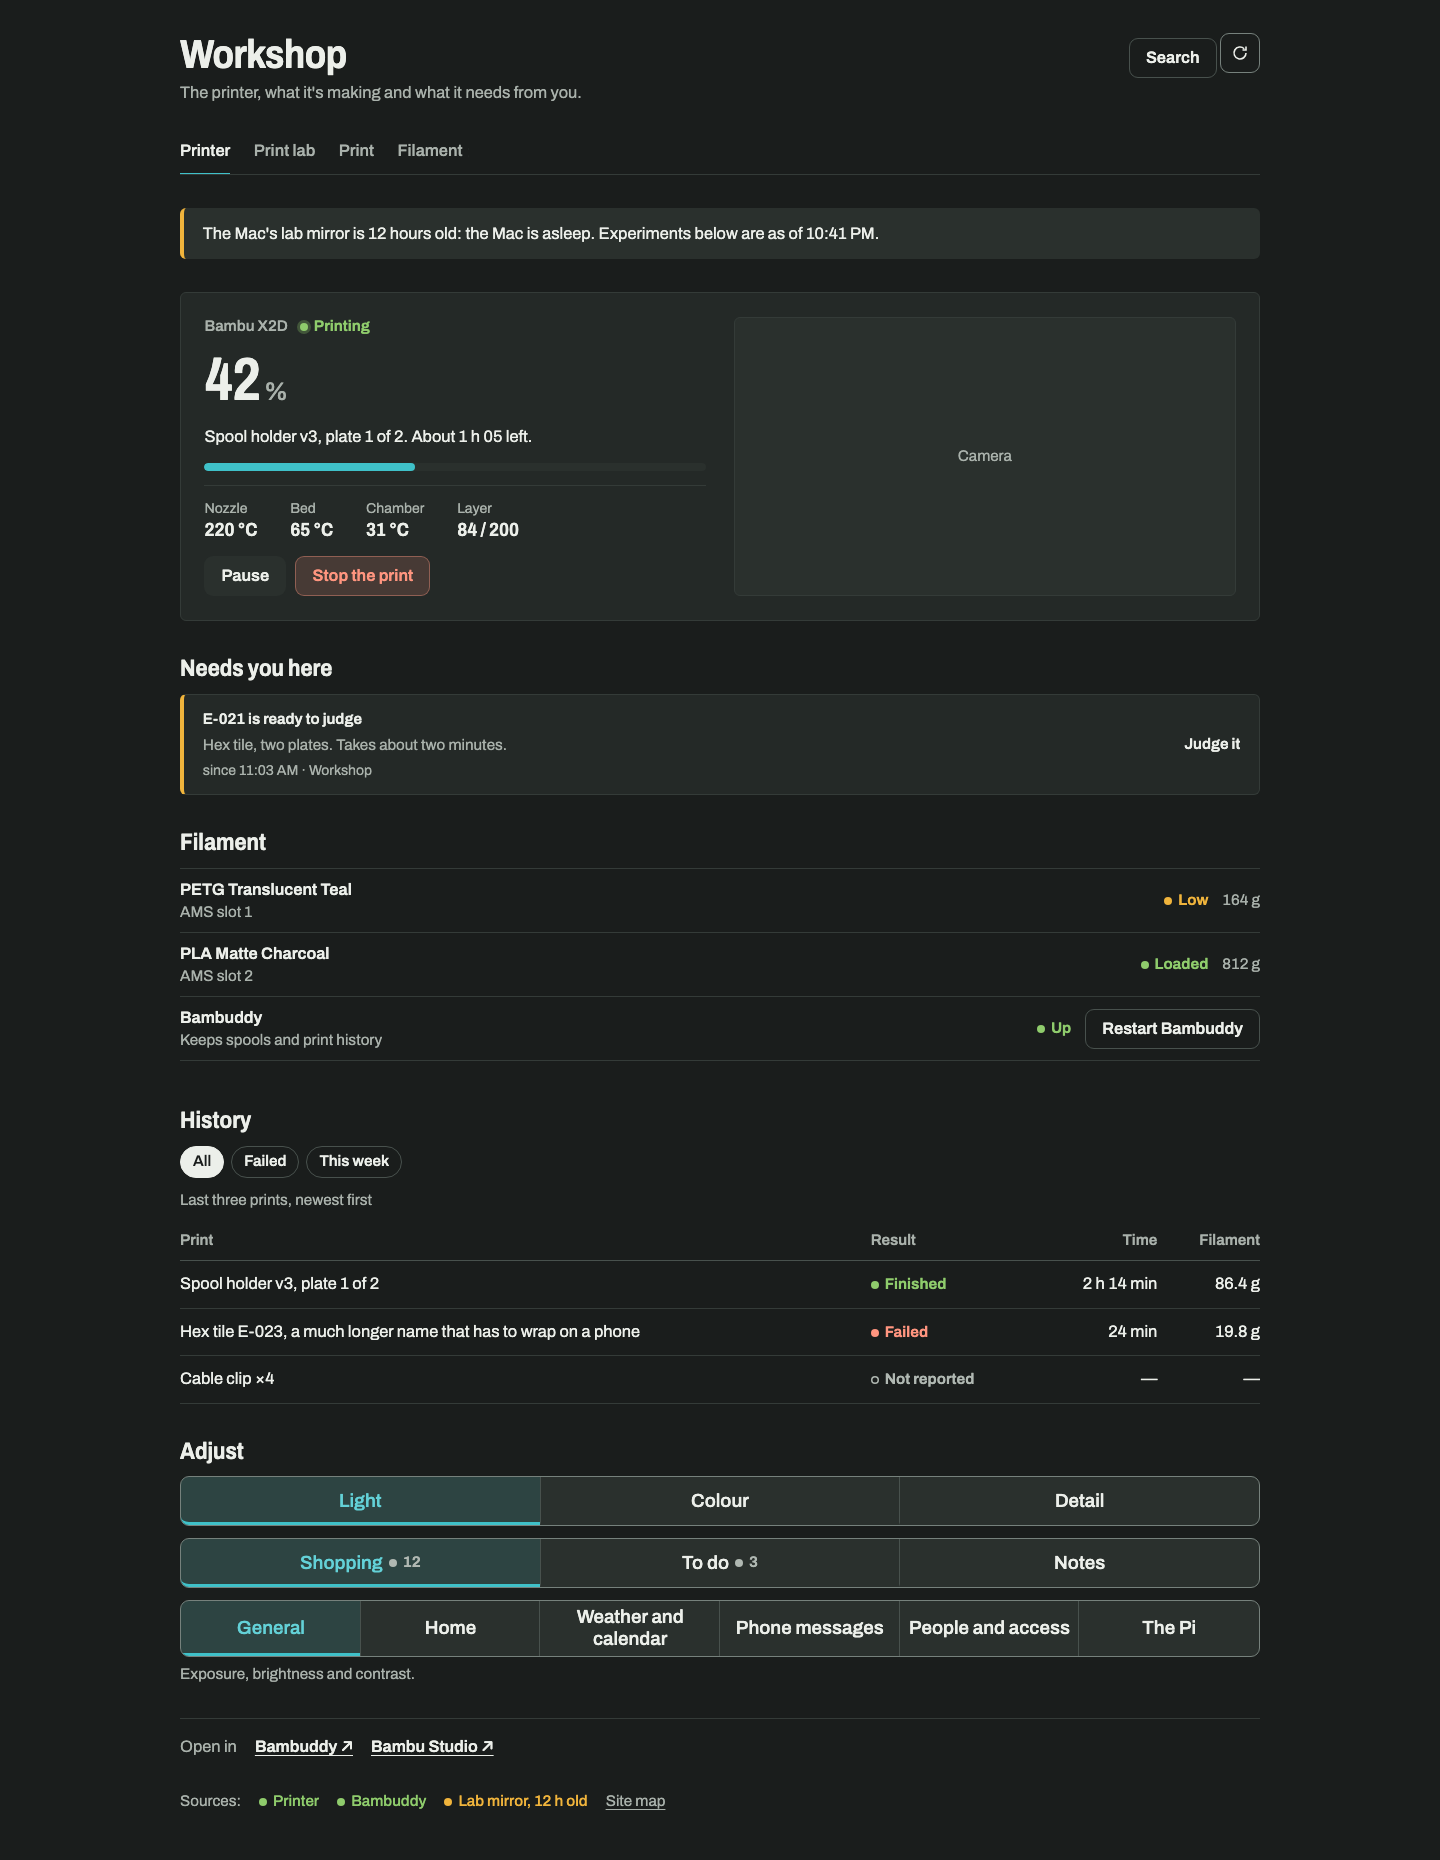 Workshop
Search
The printer, what it's making and what it needs from you.
Printer Print lab Print Filament
The Mac's lab mirror is 12 hours old: the Mac is asleep. Experiments below are as of 10:41 PM.
Bambu X2D Printing
42 %
Spool holder v3, plate 1 of 2. About 1 h 05 left.
Nozzle Bed Chamber Layer
220 °C 65 °C 31 °C 84 / 200
Pause Stop the print
Camera
Needs you here
E-021 is ready to judge
Hex tile, two plates. Takes about two minutes.
since 11:03 AM · Workshop
Judge it
Filament
PETG Translucent Teal
AMS slot 1
Low 164 g
PLA Matte Charcoal
AMS slot 2
Loaded 812 g
Bambuddy
Keeps spools and print history
Up Restart Bambuddy
History
All Failed This week
Last three prints, newest first
Print Result Time Filament
Spool holder v3, plate 1 of 2 Finished 2 h 14 min 86.4 g
Hex tile E-023, a much longer name that has to wrap on a phone Failed 24 min 19.8 g
Cable clip ×4 Not reported — —
Adjust
Light Colour Detail
Shopping 12 To do 3 Notes
General Home Weather and calendar Phone messages People and access The Pi
Exposure, brightness and contrast.
Open in Bambuddy ↗ Bambu Studio ↗
Sources: Printer Bambuddy Lab mirror, 12 h old Site map